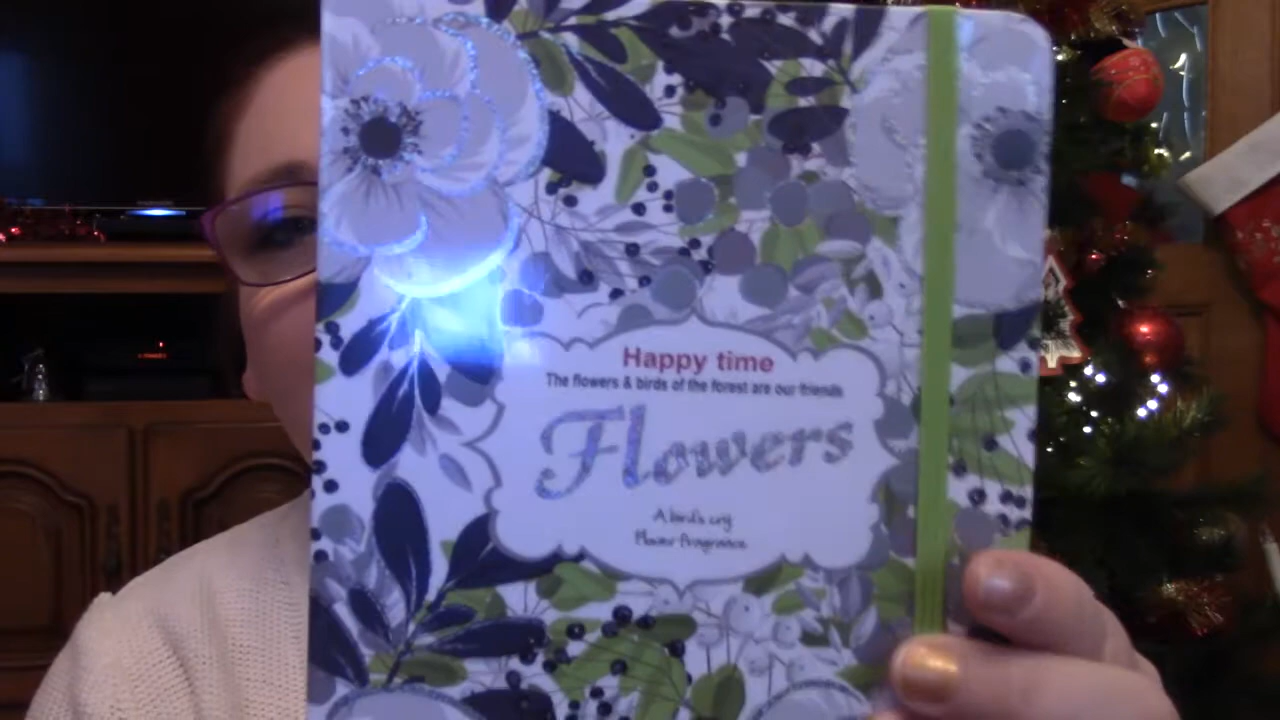 Happy time
The flowers & birds of the forest are our friends
Flowers
A bird's cry
Flower fragrance